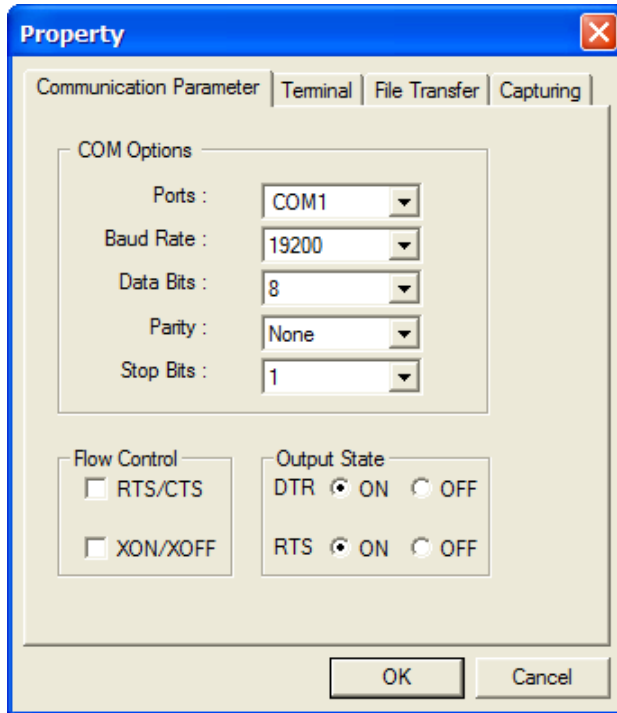 Property
Communication Parameter Terminal File Transfer Capturing
COM Options
Ports : COM1
Baud Rate : 19200
Data Bits : 8
Parity : None
Stop Bits : 1
Flow Control
RTS/CTS
XON/XOFF
Output State
DTR ON OFF
RTS ON OFF
OK Cancel